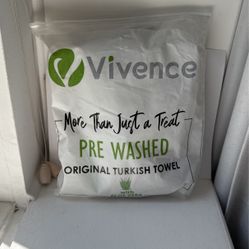 Vivence
More Than Just a Treat
PRE WASHED
ORIGINAL TURKISH TOWEL